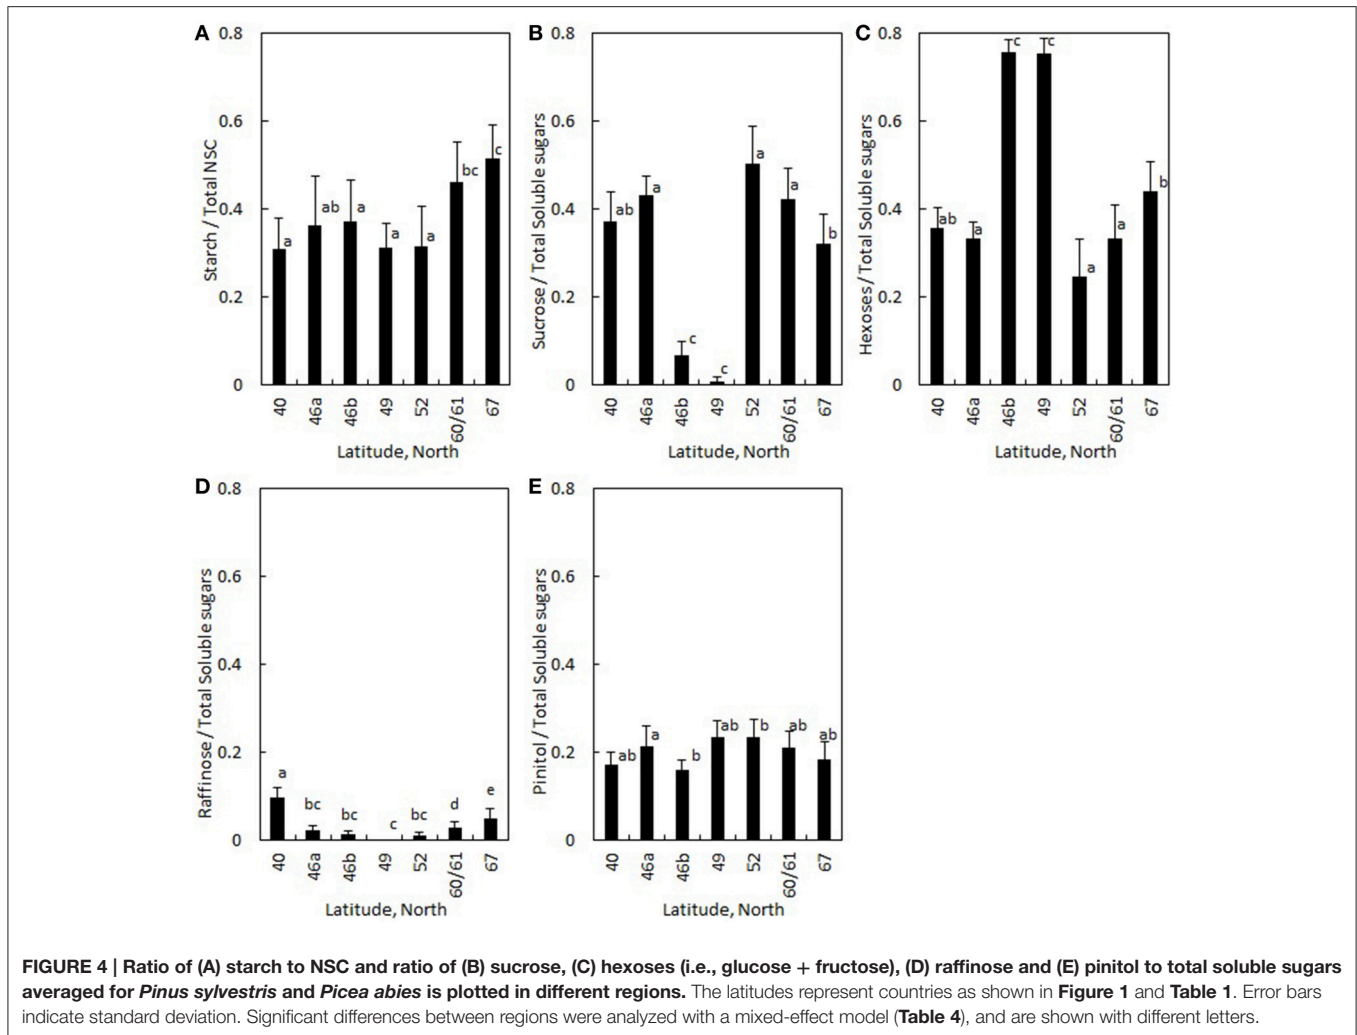 A
0.8
0.6
0.4
0.2
0
Starch / Total NSC
a
ab
a
a
a
bc
c
40
46a
46b
49
52
60/61
67
Latitude, North
B
0.8
0.6
0.4
0.2
0
Sucrose / Total Soluble sugars
ab
a
c
c
a
a
b
40
46a
46b
49
52
60/61
67
Latitude, North
C
0.8
0.6
0.4
0.2
0
Hexoses / Total Soluble sugars
ab
a
c
c
a
a
b
40
46a
46b
49
52
60/61
67
Latitude, North
D
0.8
0.6
0.4
0.2
0
Raffinose / Total Soluble sugars
a
bc
bc
c
bc
d
e
40
46a
46b
49
52
60/61
67
Latitude, North
E
0.8
0.6
0.4
0.2
0
Pinitol / Total Soluble sugars
ab
a
b
ab
b
ab
ab
40
46a
46b
49
52
60/61
67
Latitude, North
FIGURE 4 | Ratio of (A) starch to NSC and ratio of (B) sucrose, (C) hexoses (i.e., glucose + fructose), (D) raffinose and (E) pinitol to total soluble sugars
averaged for Pinus sylvestris and Picea abies is plotted in different regions. The latitudes represent countries as shown in Figure 1 and Table 1. Error bars
indicate standard deviation. Significant differences between regions were analyzed with a mixed-effect model (Table 4), and are shown with different letters.